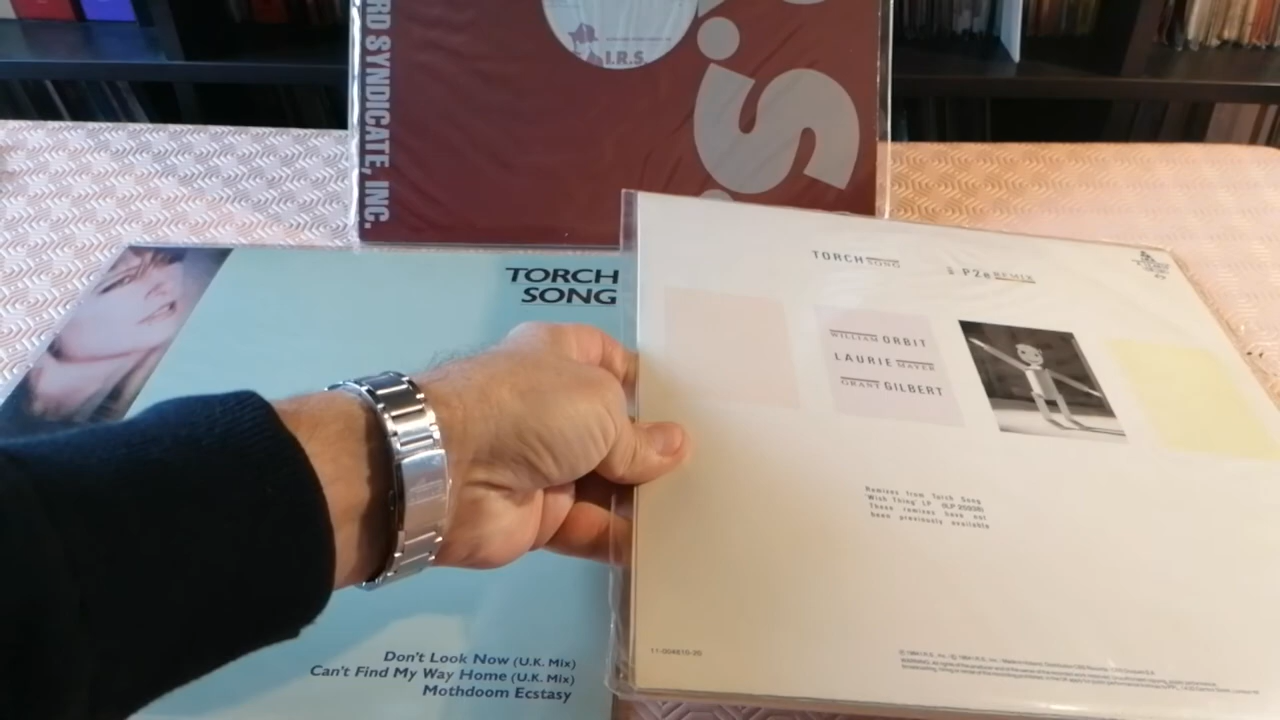 RD SYNDICATE, INC.
I.R.S.
TORCH
SONG
TORCH SONG
P2E REMIX
WILLIAM ORBIT
LAURIE MAYER
GRANT GILBERT
Remixes from Torch Song
'Wish Thing' LP (ILP 25938)
These remixes have not
been previously available
Don't Look Now (U.K. Mix)
Can't Find My Way Home (U.K. Mix)
Mothdoom Ecstasy